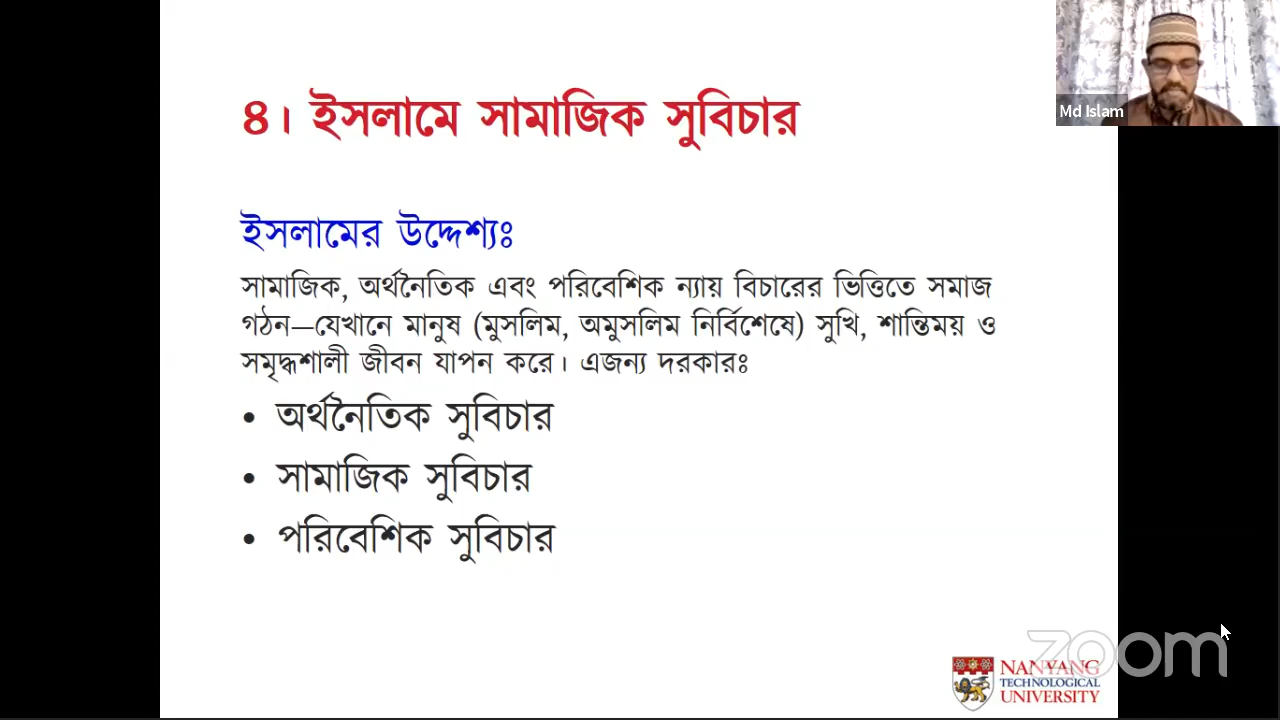 ৪। ইসলামে সামাজিক সুবিচার
Md Islam
ইসলামের উদ্দেশ্যঃ
সামাজিক, অর্থনৈতিক এবং পরিবেশিক ন্যায় বিচারের ভিত্তিতে সমাজ
গঠন—যেখানে মানুষ (মুসলিম, অমুসলিম নির্বিশেষে) সুখি, শান্তিময় ও
সমৃদ্ধশালী জীবন যাপন করে। এজন্য দরকারঃ
• অর্থনৈতিক সুবিচার
• সামাজিক সুবিচার
• পরিবেশিক সুবিচার
zoom
NANYANG
TECHNOLOGICAL
UNIVERSITY